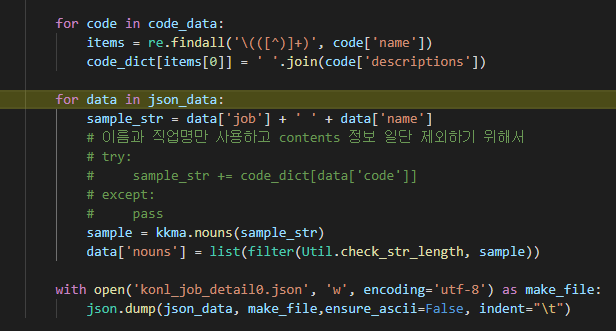 for code in code_data:
    items = re.findall('\(([^)]+)', code['name'])
    code_dict[items[0]] = ' '.join(code['descriptions'])
for data in json_data:
    sample_str = data['job'] + ' ' + data['name']
    # 이름과 직업명만 사용하고 contents 정보 일단 제외하기 위해서
    # try:
    #     sample_str += code_dict[data['code']]
    # except:
    #     pass
    sample = kkma.nouns(sample_str)
    data['nouns'] = list(filter(Util.check_str_length, sample))
with open('konl_job_detail0.json', 'w', encoding='utf-8') as make_file:
    json.dump(json_data, make_file,ensure_ascii=False, indent="\t")